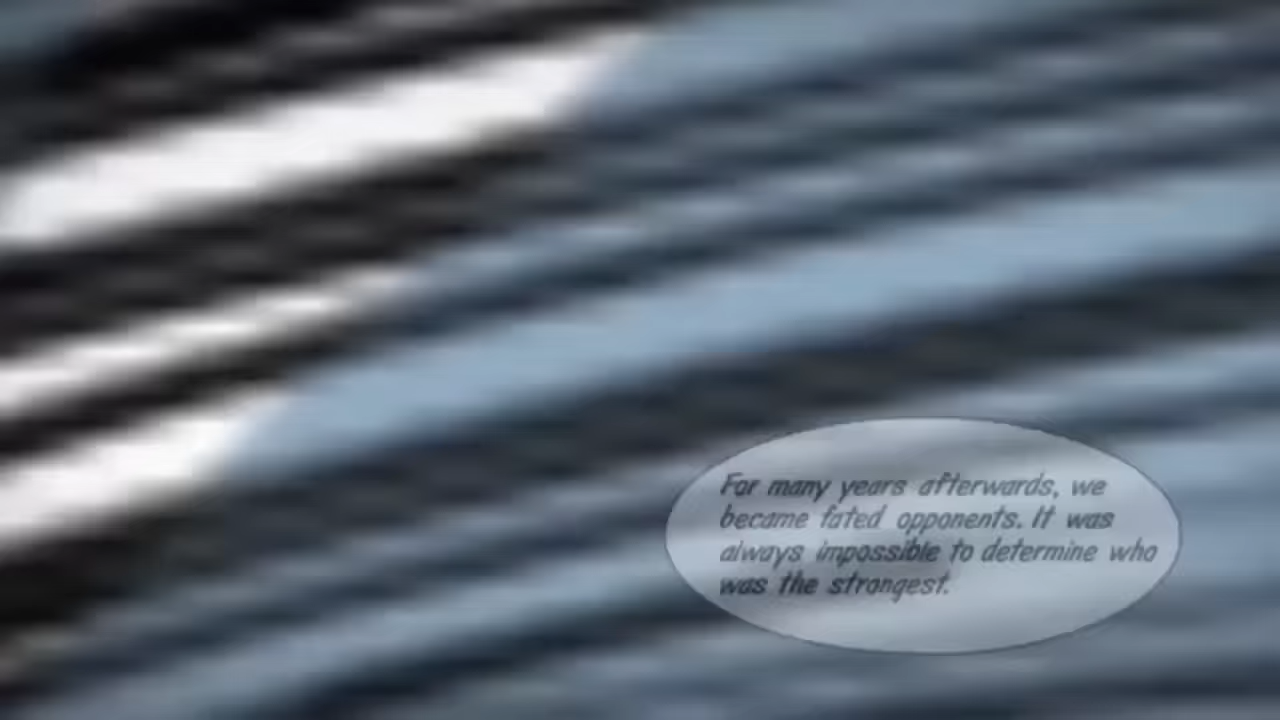 For many years afterwards, we
became fated opponents. It was
always impossible to determine who
was the strongest.